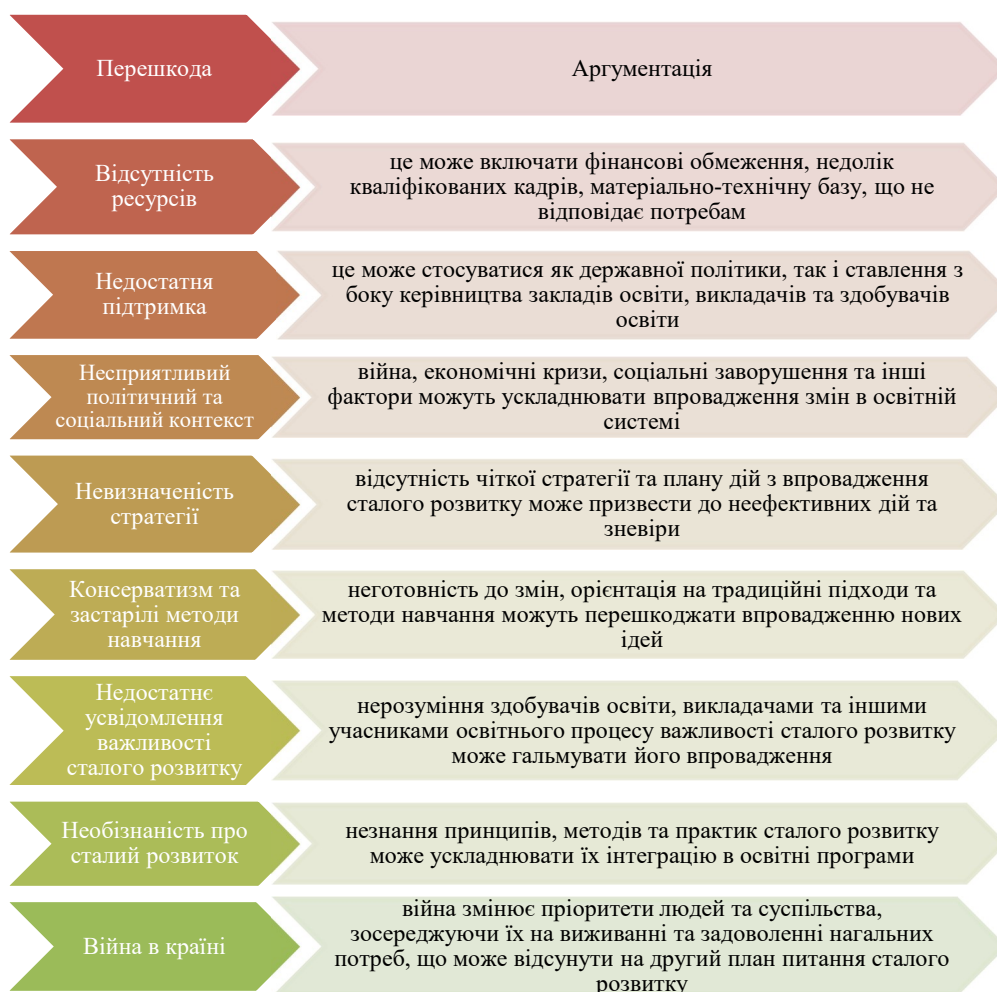 Перешкода
Аргументація
Відсутність
ресурсів
це може включати фінансові обмеження, недолік
кваліфікованих кадрів, матеріально-технічну базу, що не
відповідає потребам
Недостатня
підтримка
це може стосуватися як державної політики, так і ставлення з
боку керівництва закладів освіти, викладачів та здобувачів
освіти
Несприятливий
політичний та
соціальний контекст
війна, економічні кризи, соціальні заворушення та інші
фактори можуть ускладнювати впровадження змін в освітній
системі
Невизначеність
стратегії
відсутність чіткої стратегії та плану дій з впровадження
сталого розвитку може призвести до неефективних дій та
зневіри
Консерватизм та
застарілі методи
навчання
неготовність до змін, орієнтація на традиційні підходи та
методи навчання можуть перешкоджати впровадженню нових
ідей
Недостатнє
усвідомлення
важливості
сталого розвитку
нерозуміння здобувачів освіти, викладачами та іншими
учасниками освітнього процесу важливості сталого розвитку
може гальмувати його впровадження
Необізнаність про
сталий розвиток
незнання принципів, методів та практик сталого розвитку
може ускладнювати їх інтеграцію в освітні програми
Війна в країні
війна змінює пріоритети людей та суспільства,
зосереджуючи їх на виживанні та задоволенні нагальних
потреб, що може відсунути на другий план питання сталого
розвитку